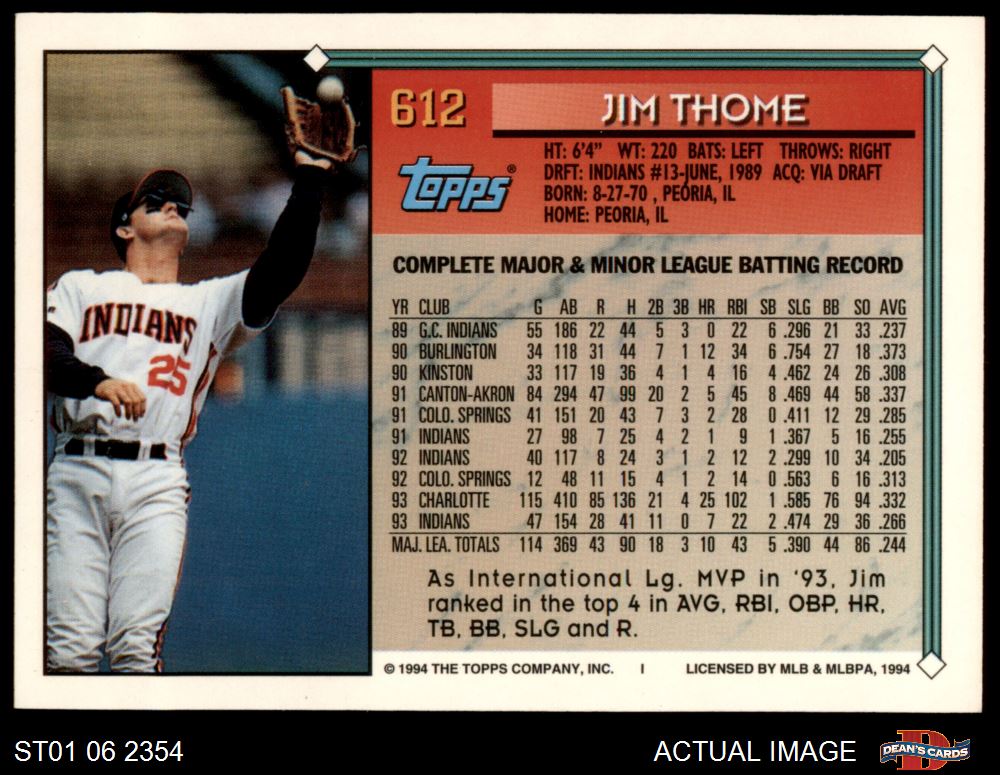 612
JIM THOME
Topps®
HT: 6'4" WT: 220 BATS: LEFT THROWS: RIGHT
DRFT: INDIANS #13-JUNE, 1989 ACQ: VIA DRAFT
BORN: 8-27-70 , PEORIA, IL
HOME: PEORIA, IL
INDIANS
25
COMPLETE MAJOR & MINOR LEAGUE BATTING RECORD
YR CLUB G AB R H 2B 3B HR RBI SB SLG BB SO AVG
89 G.C. INDIANS 55 186 22 44 5 3 0 22 6 .296 21 33 .237
90 BURLINGTON 34 118 31 44 7 1 12 34 6 .754 27 18 .373
90 KINSTON 33 117 19 36 4 1 4 16 4 .462 24 26 .308
91 CANTON-AKRON 84 294 47 99 20 2 5 45 8 .469 44 58 .337
91 COLO. SPRINGS 41 151 20 43 7 3 2 28 0 .411 12 29 .285
91 INDIANS 27 98 7 25 4 2 1 9 1 .367 5 16 .255
92 INDIANS 40 117 8 24 3 1 2 12 2 .299 10 34 .205
92 COLO. SPRINGS 12 48 11 15 4 1 2 14 0 .563 6 16 .313
93 CHARLOTTE 115 410 85 136 21 4 25 102 1 .585 76 94 .332
93 INDIANS 47 154 28 41 11 0 7 22 2 .474 29 36 .266
MAJ. LEA. TOTALS 114 369 43 90 18 3 10 43 5 .390 44 86 .244
As International Lg. MVP in '93, Jim
ranked in the top 4 in AVG, RBI, OBP, HR,
TB, BB, SLG and R.
© 1994 THE TOPPS COMPANY, INC. I LICENSED BY MLB & MLBPA, 1994
ST01 06 2354 ACTUAL IMAGE DEAN'S CARDS